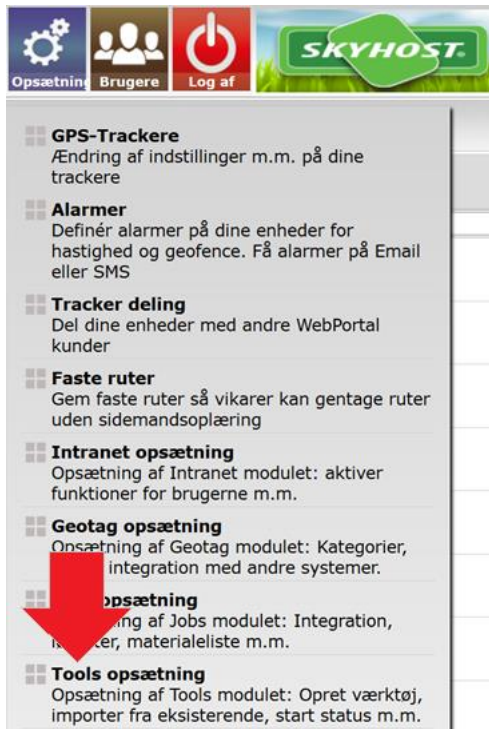 Opsætning
Brugere
Log af
SKYHOST.
GPS-Trackere
Ændring af indstillinger m.m. på dine
trackere
Alarmer
Definér alarmer på dine enheder for
hastighed og geofence. Få alarmer på Email
eller SMS
Tracker deling
Del dine enheder med andre WebPortal
kunder
Faste ruter
Gem faste ruter så vikarer kan gentage ruter
uden sidemandsoplæring
Intranet opsætning
Opsætning af Intranet modulet: aktiver
funktioner for brugerne m.m.
Geotag opsætning
Opsætning af Geotag modulet: Kategorier,
integration med andre systemer.
opsætning
af Jobs modulet: Integration,
materialeliste m.m.
Tools opsætning
Opsætning af Tools modulet: Opret værktøj,
importer fra eksisterende, start status m.m.